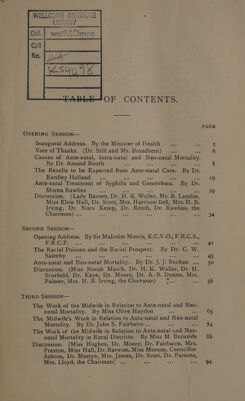 WELLCOME INSTITUTE
LIBRARY
Coll. welMOmec
Call
No.
TABLE OF CONTENTS.
PAGE
OPENING SESSION—
Inaugural Address. By the Minister of Health ... 2
Vote of Thanks. (Dr. Still and Mr. Broadbent) ... 6
Causes of Ante-natal, Intra-natal and Neo-natal Mortality.
By Dr. Amand Routh ... 8
The Results to be Expected from Ante-natal Care. By Dr.
Eardley Holland ... 19
Ante-natal Treatment of Syphilis and Gonorrhœa. By Dr.
Morna Rawlins ... 29
Discussion. (Lady Barrett, Dr. H. K. Waller, Mr. R. Landon,
Miss Elsie Hall, Dr. Scott, Mrs. Harrison Bell, Mrs. H. B.
Irving, Dr. Nora Kemp, Dr. Routh, Dr. Rawlins, the
Chairman) ... 34
SECOND SESSION—
Opening Address. By Sir Malcolm Morris, K.C.V.O., F.R.C.S.,
F.R.C.P. ... 41
The Racial Poisons and the Racial Prospect. By Dr. C. W.
Saleeby ... 45
Ante-natal and Neo-natal Mortality. By Dr. J. J. Buchan ... 50
Discussion. (Miss Norah March, Dr. H. K. Waller, Dr. H.
Scurfield, Dr. Kaye, Dr. Moore, Dr. A. B. Dunne, Mrs.
Palmer, Mrs. H. B. Irving, the Chairman) ... 56
THIRD SESSION—
The Work of the Midwife in Relation to Ante-natal and Neo-
natal Mortality. By Miss Olive Haydon ... 65
The Midwife's Work in Relation to Ante-natal and Neo-natal
Mortality. By Dr. John S. Fairbairn ... 74
The Work of the Midwife in Relation to Ante-natal and Neo-
natal Mortality in Rural Districts. By Miss M. Burnside ... 86
Discussion. (Miss Hughes, Dr. Moore, Dr. Fairbairn, Mrs.
Preston, Miss Hall, Dr. Barwise, Miss Morson, Councillor
Ashton, Dr. Mostyn, Mrs. James, Dr. Scott, Dr. Parsons,
Mrs. Lloyd, the Chairman) ... 94